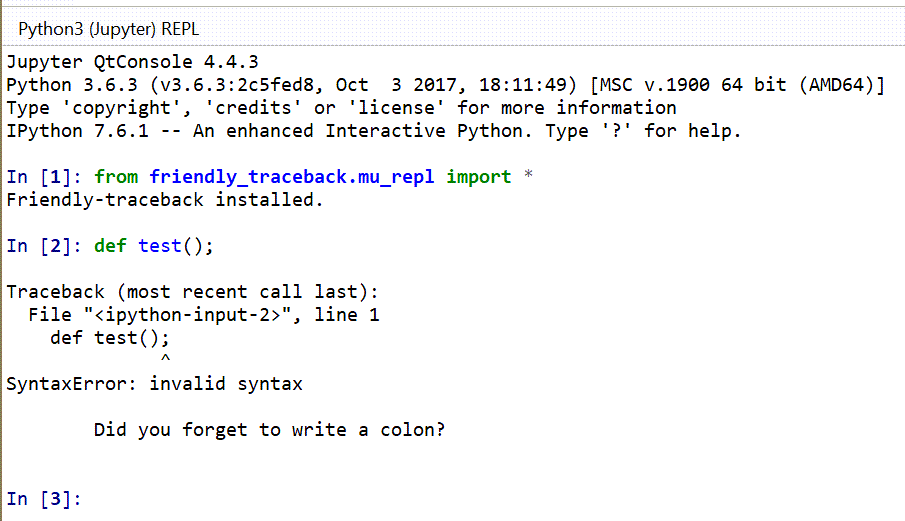 Python3 (Jupyter) REPL
Jupyter QtConsole 4.4.3
Python 3.6.3 (v3.6.3:2c5fed8, Oct  3 2017, 18:11:49) [MSC v.1900 64 bit (AMD64)]
Type 'copyright', 'credits' or 'license' for more information
IPython 7.6.1 -- An enhanced Interactive Python. Type '?' for help.
In [1]: from friendly_traceback.mu_repl import *
Friendly-traceback installed.
In [2]: def test();
Traceback (most recent call last):
  File "<ipython-input-2>", line 1
    def test();
              ^
SyntaxError: invalid syntax
        Did you forget to write a colon?
In [3]: